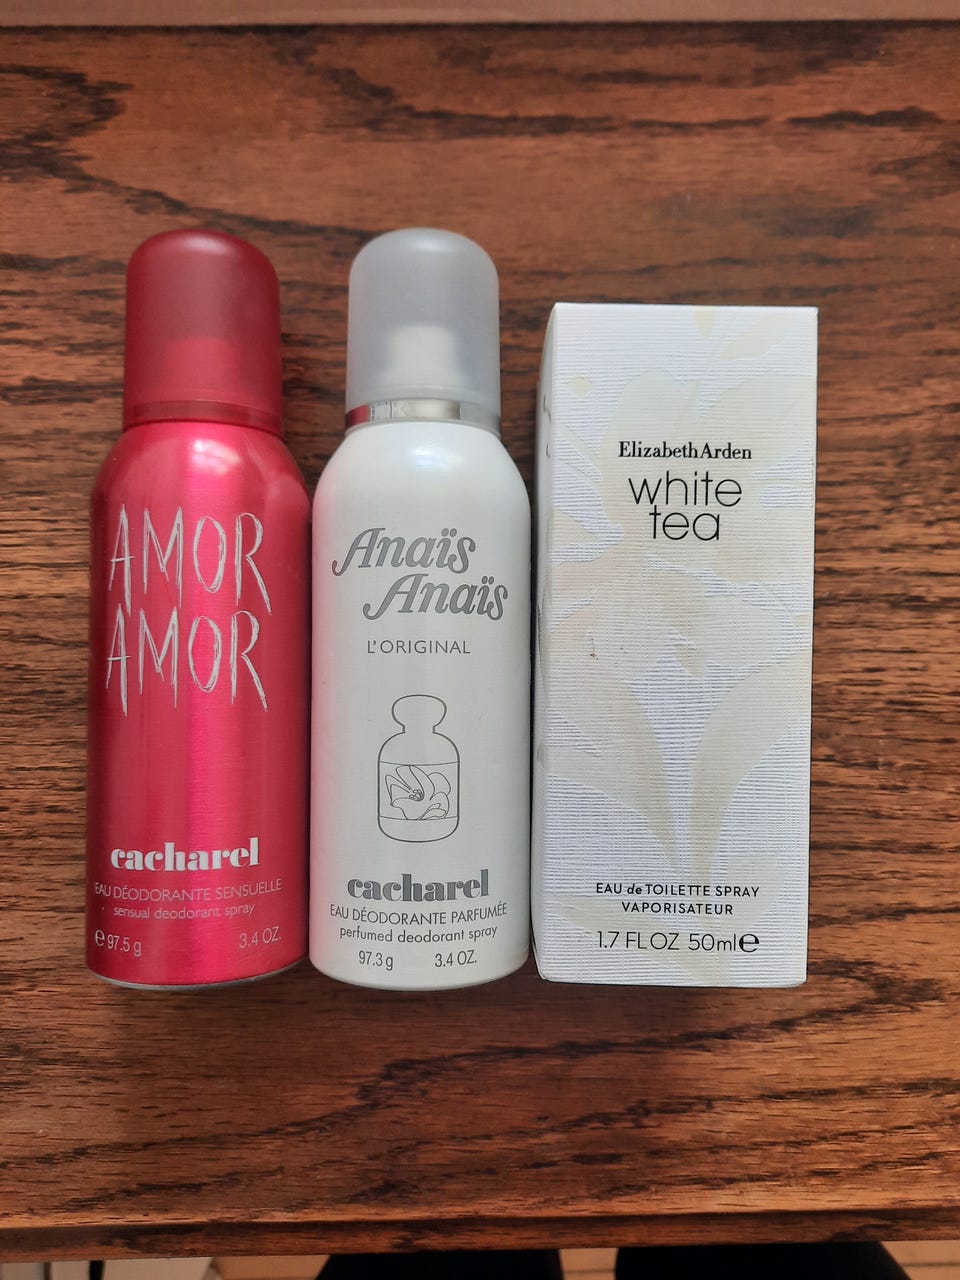 AMOR
AMOR
cacharel
EAU DÉODORANTE SENSUELLE
sensual deodorant spray
e 97.5 g 3.4 OZ.
Anaïs
Anaïs
L'ORIGINAL
cacharel
EAU DÉODORANTE PARFUMÉE
perfumed deodorant spray
97.3 g 3.4 OZ.
Elizabeth Arden
white
tea
EAU de TOILETTE SPRAY
VAPORISATEUR
1.7 FL OZ 50ml e